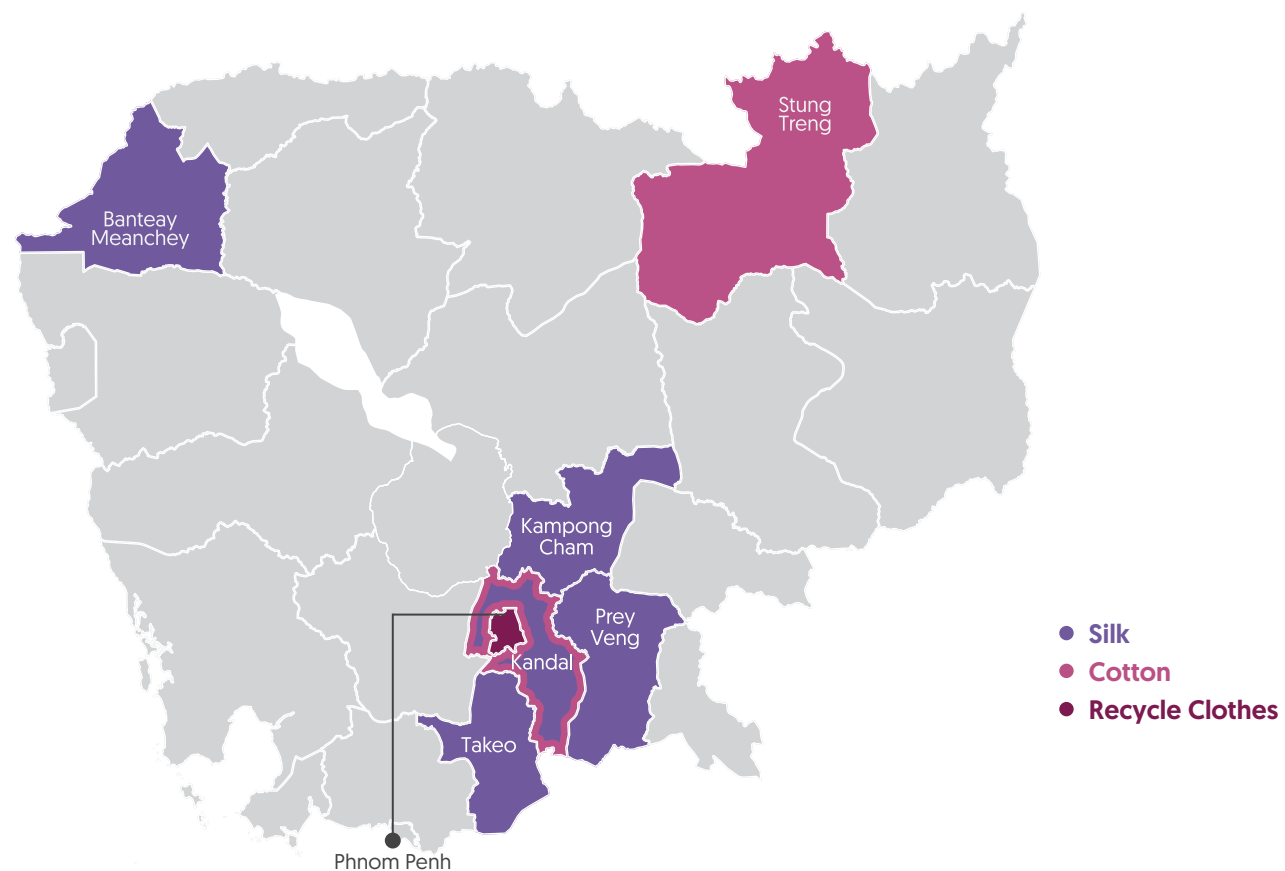 Stung
Treng
Banteay
Meanchey
Kampong
Cham
Prey
Veng
Kandal
Takeo
Phnom Penh
Silk
Cotton
Recycle Clothes